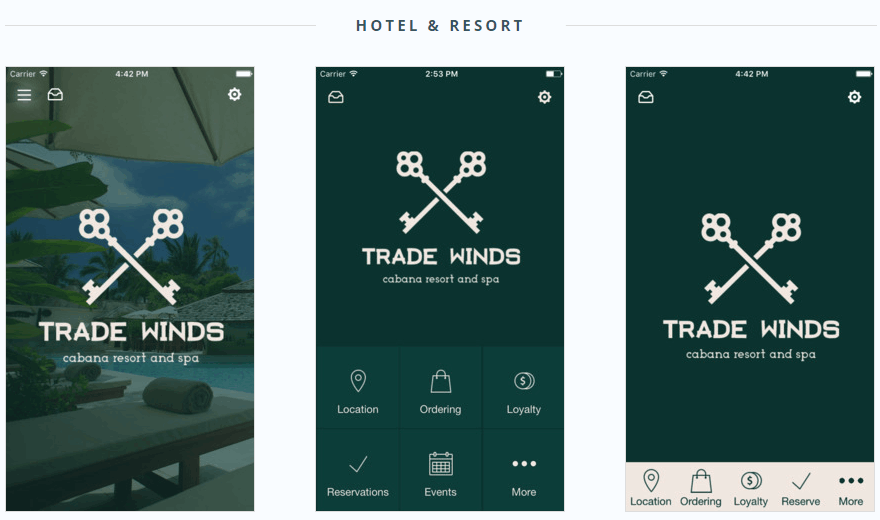 HOTEL & RESORT
Carrier 4:42 PM
TRADE WINDS
cabana resort and spa
Carrier 2:53 PM
TRADE WINDS
cabana resort and spa
Location Ordering Loyalty
Reservations Events More
Carrier 4:42 PM
TRADE WINDS
cabana resort and spa
Location Ordering Loyalty Reserve More